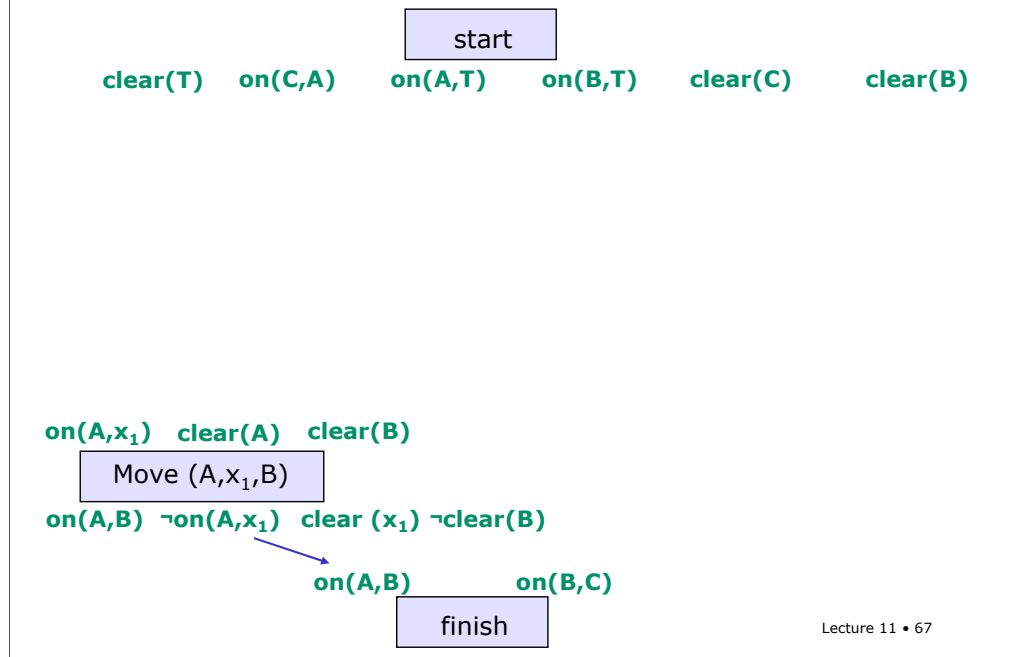 start
clear(T) on(C,A) on(A,T) on(B,T) clear(C) clear(B)
on(A,x₁) clear(A) clear(B)
Move (A,x₁,B)
on(A,B) ¬on(A,x₁) clear (x₁) ¬clear(B)
on(A,B) on(B,C)
finish
Lecture 11 • 67